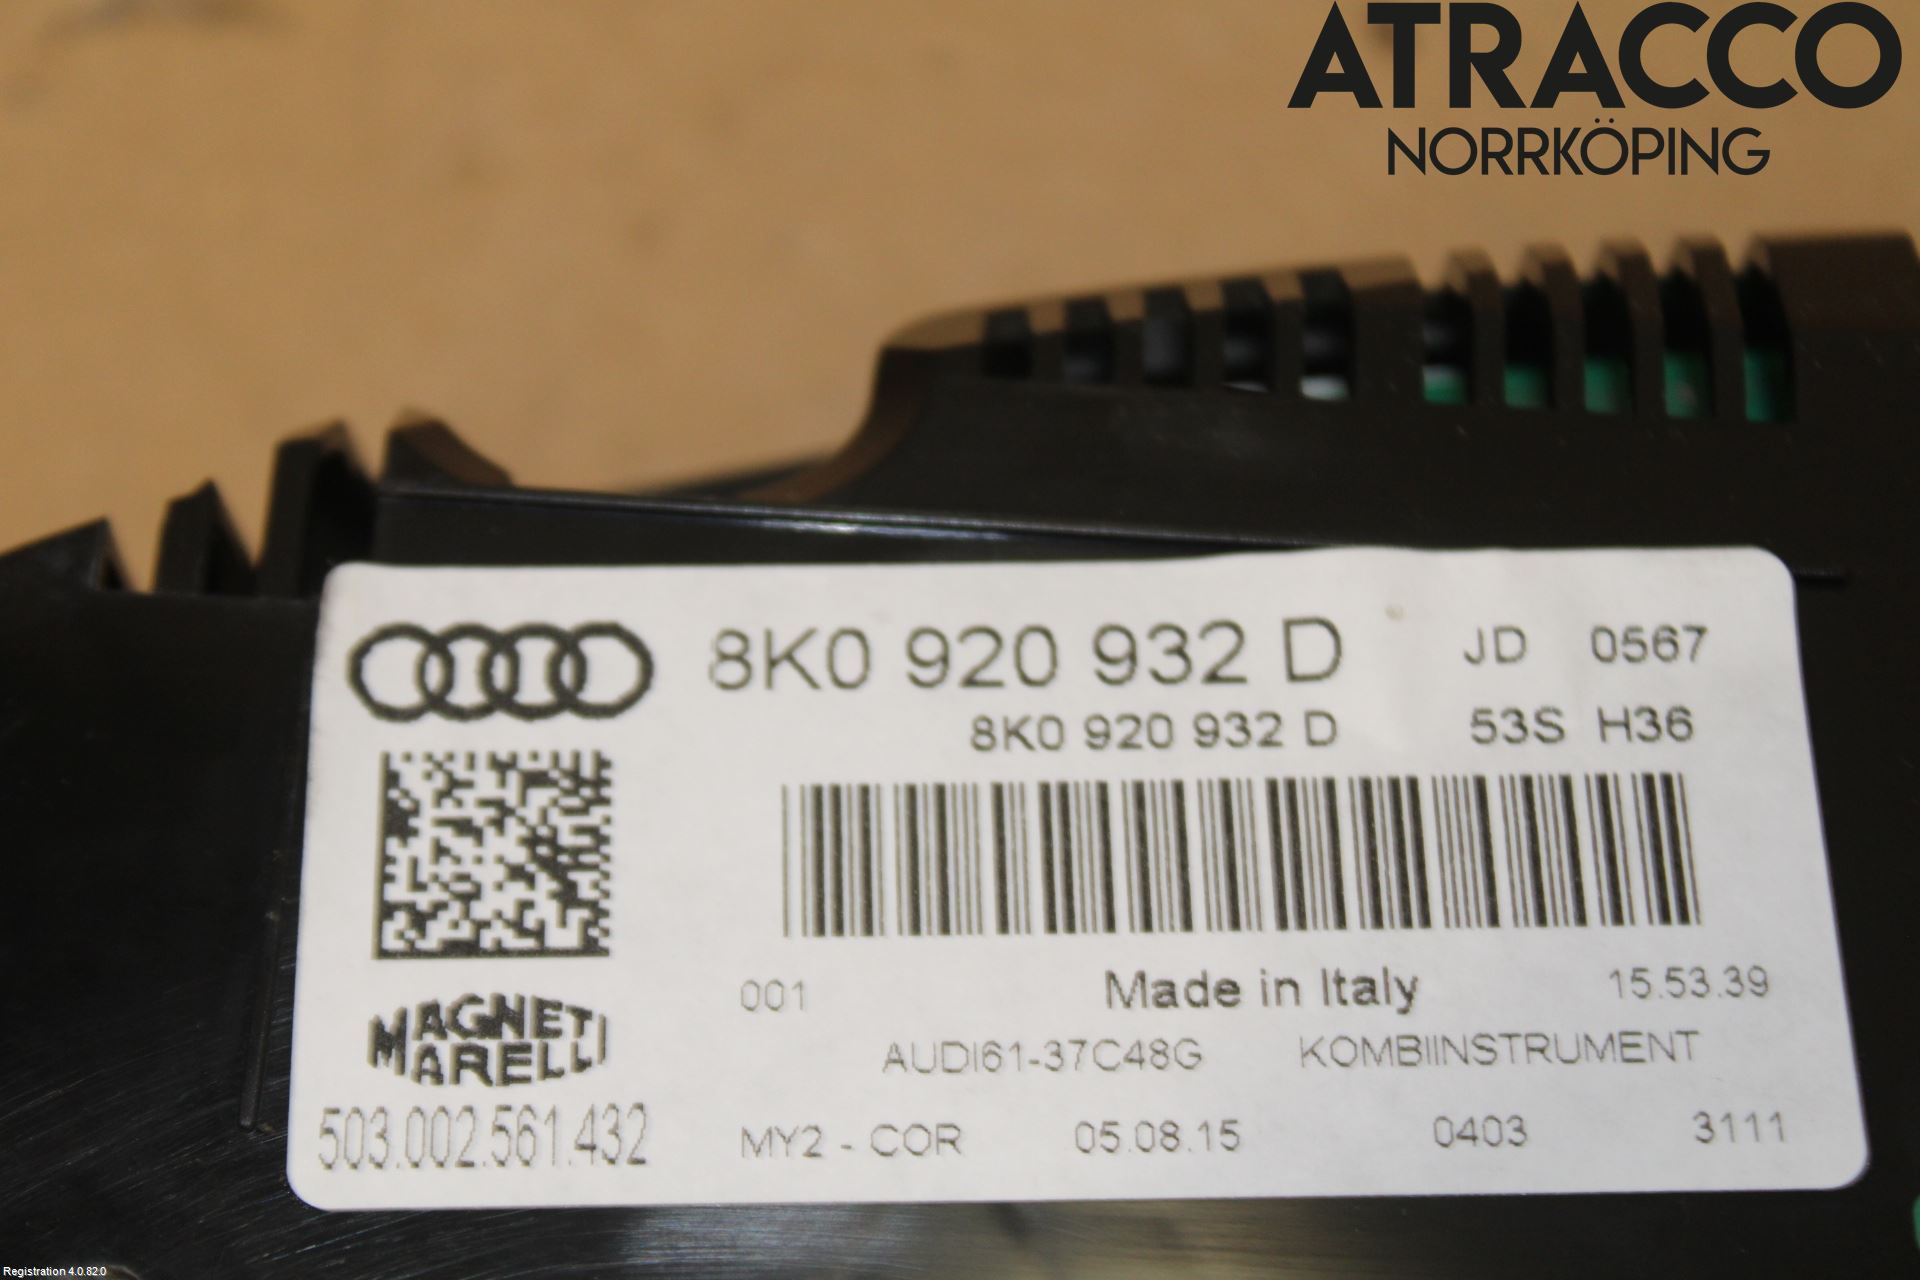 ATRACCO
NORRKÖPING
8K0 920 932 D JD 0567
8K0 920 932 D 53S H36
001 Made in Italy 15.53.39
MAGNETI
MARELLI
AUDI61-37C48G KOMBIINSTRUMENT
503.002.561.432 MY2 - COR 05.08.15 0403 3111
Registration 4.0.82.0